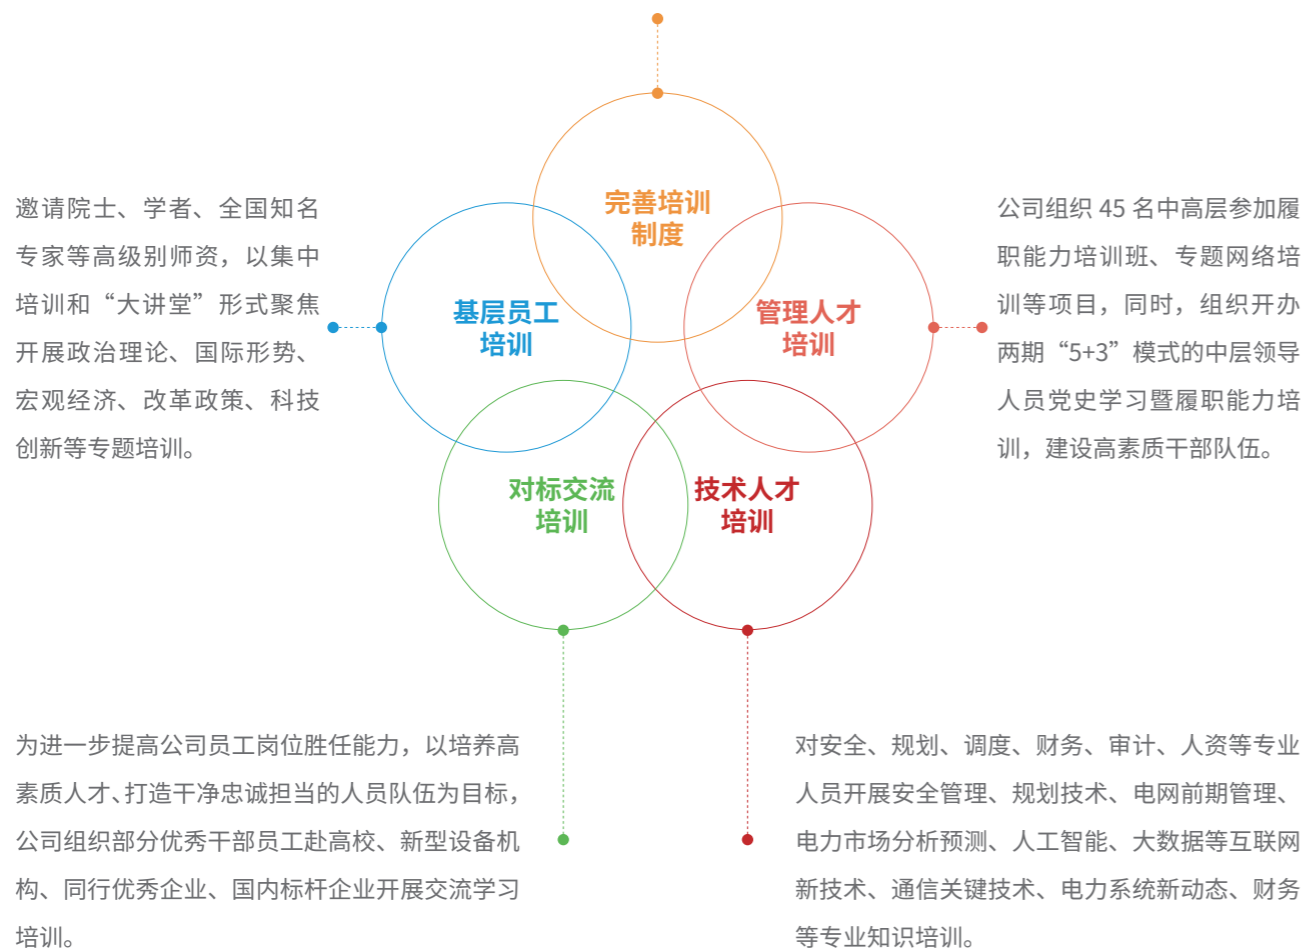 完善培训
制度
邀请院士、学者、全国知名
专家等高级别师资，以集中
培训和“大讲堂”形式聚焦
开展政治理论、国际形势、
宏观经济、改革政策、科技
创新等专题培训。
基层员工
培训
管理人才
培训
公司组织 45 名中高层参加履
职能力培训班、专题网络培
训等项目，同时，组织开办
两期“5+3”模式的中层领导
人员党史学习暨履职能力培
训，建设高素质干部队伍。
对标交流
培训
技术人才
培训
为进一步提高公司员工岗位胜任能力，以培养高
素质人才、打造干净忠诚担当的人员队伍为目标，
公司组织部分优秀干部员工赴高校、新型设备机
构、同行优秀企业、国内标杆企业开展交流学习
培训。
对安全、规划、调度、财务、审计、人资等专业
人员开展安全管理、规划技术、电网前期管理、
电力市场分析预测、人工智能、大数据等互联网
新技术、通信关键技术、电力系统新动态、财务
等专业知识培训。